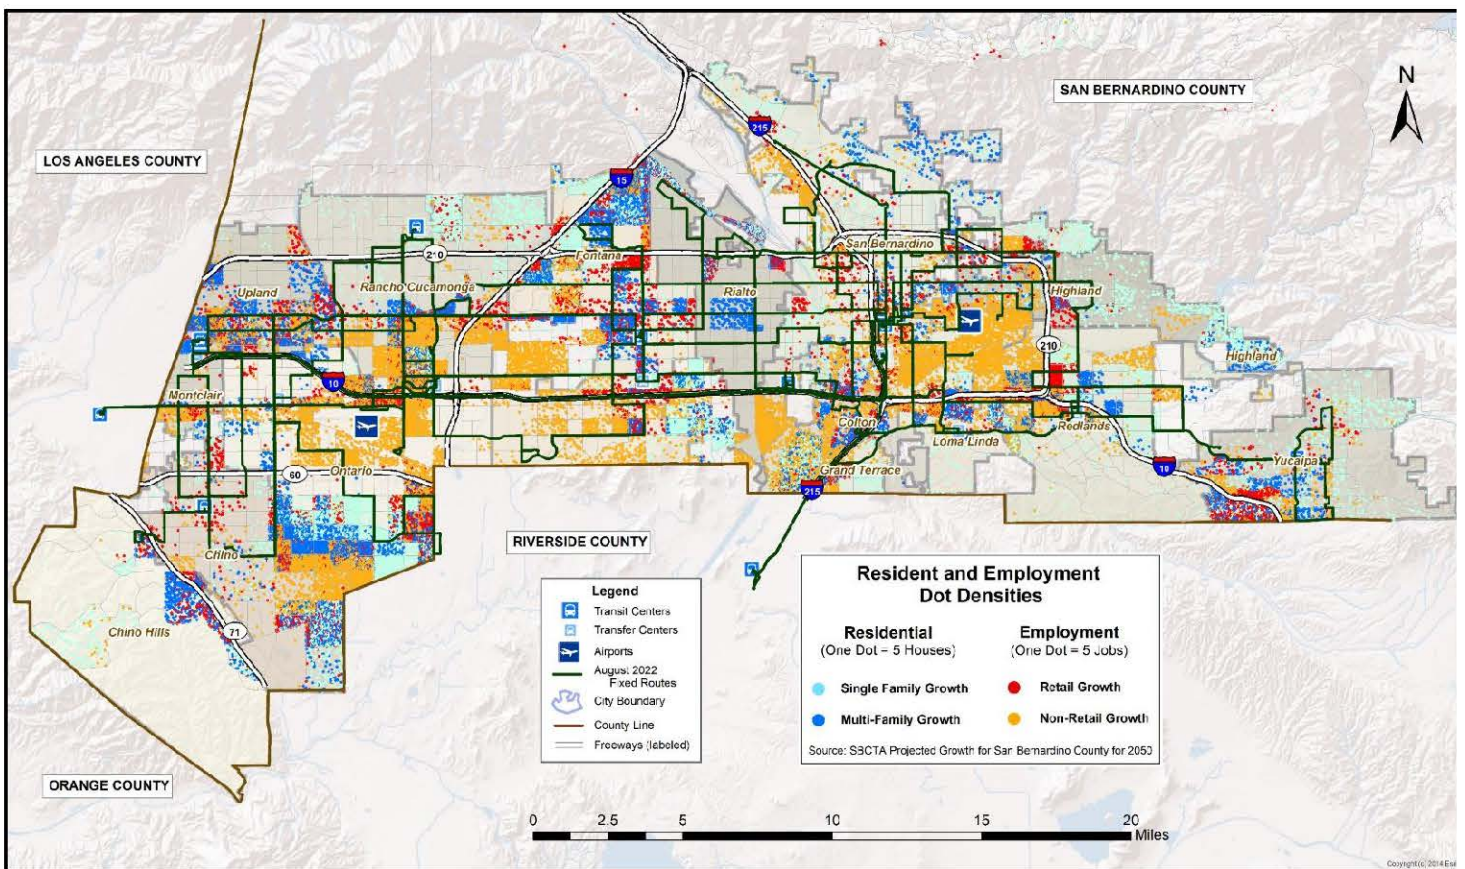 N
SAN BERNARDINO COUNTY
LOS ANGELES COUNTY
215
15
210
San Bernardino
Fontana
Upland
Rancho Cucamonga
Rialto
Highland
210
Highland
10
Montclair
Colton
Redlands
Loma Linda
Ontario
60
Grand Terrace
10
Yucaipa
215
RIVERSIDE COUNTY
Chino
Chino Hills
71
ORANGE COUNTY
Legend
Transit Centers
Transfer Centers
Airports
August 2022
Fixed Routes
City Boundary
County Line
Freeways (labeled)
Resident and Employment
Dot Densities
Residential
(One Dot = 5 Houses)
Single Family Growth
Multi-Family Growth
Employment
(One Dot = 5 Jobs)
Retail Growth
Non-Retail Growth
Source: SBCTA Projected Growth for San Bernardino County for 2050
0 1.25 2.5 5 10 15 20
Miles
Copyright(c) 2014 Esri